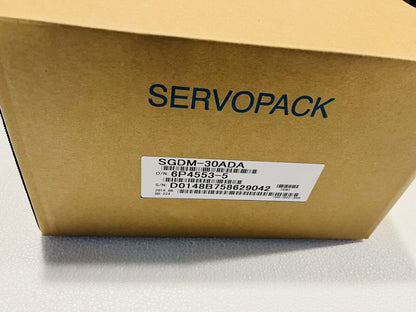 SERVOPACK
SGDM-30ADA
O/N 6P4553-5
S/N D0148B758629042